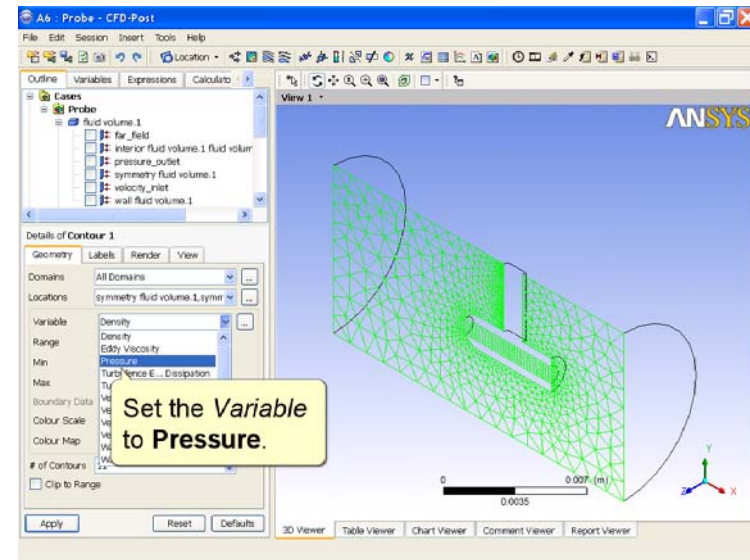 A6 : Probe - CFD-Post
File Edit Session Insert Tools Help
Location
Outline Variables Expressions Calculato
Cases
Probe
fluid volume.1
far_field
interior fluid volume.1 fluid volum
pressure_outlet
symmetry fluid volume.1
velocity_inlet
wall fluid volume.1
Details of Contour 1
Geometry Labels Render View
Domains All Domains
Locations symmetry fluid volume.1,symm
Variable Density
Density
Range Eddy Viscosity
Min Pressure
Turbulence E..., Dissipation
Max
Boundary Data
Colour Scale
Colour Map
# of Contours 11
Clip to Range
Apply Reset Defaults
Set the Variable
to Pressure.
View 1
ANSYS
0 0.007 (m)
0.0035
Y
Z X
3D Viewer Table Viewer Chart Viewer Comment Viewer Report Viewer